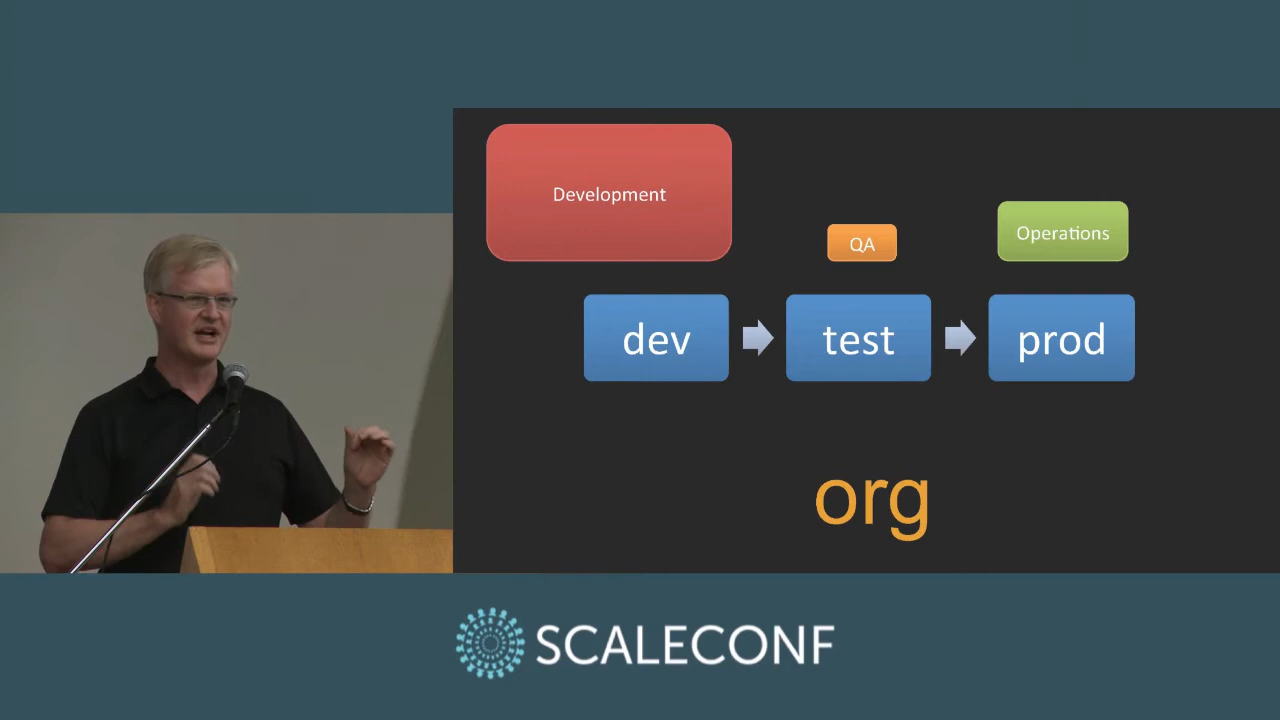 Development
QA
Operations
dev
test
prod
org
SCALECONF